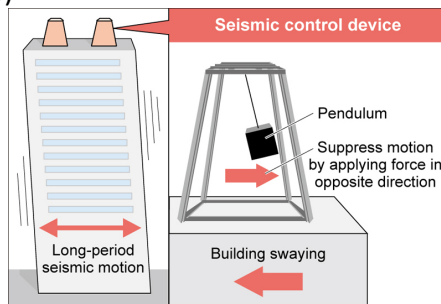 Seismic control device
Pendulum
Suppress motion
by applying force in
opposite direction
Long-period
seismic motion
Building swaying